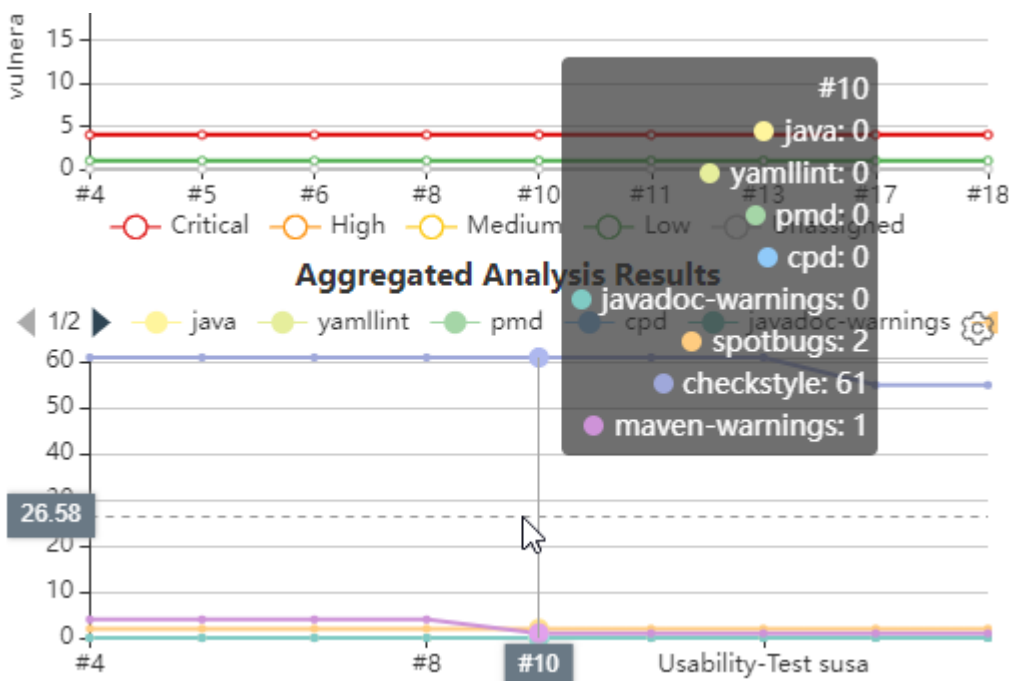 vulnera
15
10
5
0
#4 #5 #6 #8 #10 #11 #13 #17 #18
Critical High Medium Low Unassigned
Aggregated Analysis Results
1/2 java yamllint pmd cpd javadoc-warnings
60
50
40
30
26.58
20
10
0
#4 #8 #10 Usability-Test susa
#10
java: 0
yamllint: 0
pmd: 0
cpd: 0
javadoc-warnings: 0
spotbugs: 2
checkstyle: 61
maven-warnings: 1